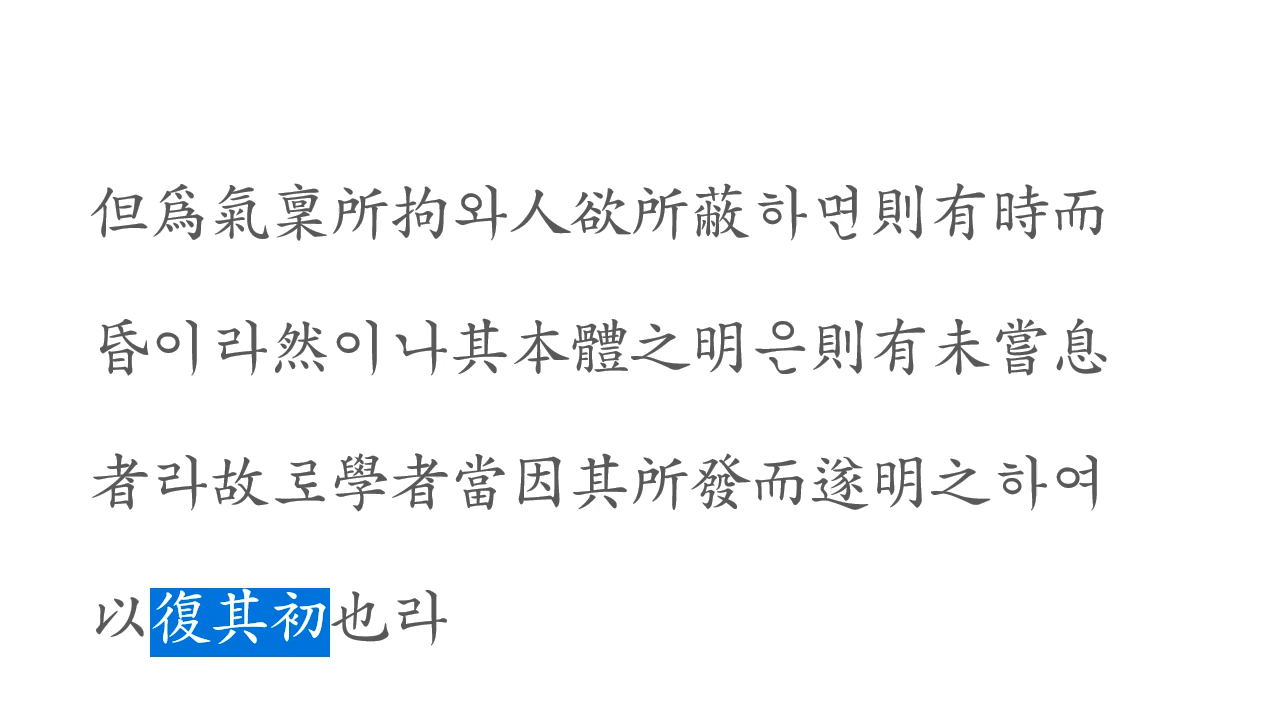 但爲氣稟所拘와人欲所蔽하면則有時而
昏이라然이나其本體之明은則有未嘗息
者라故로學者當因其所發而遂明之하여
以復其初也라